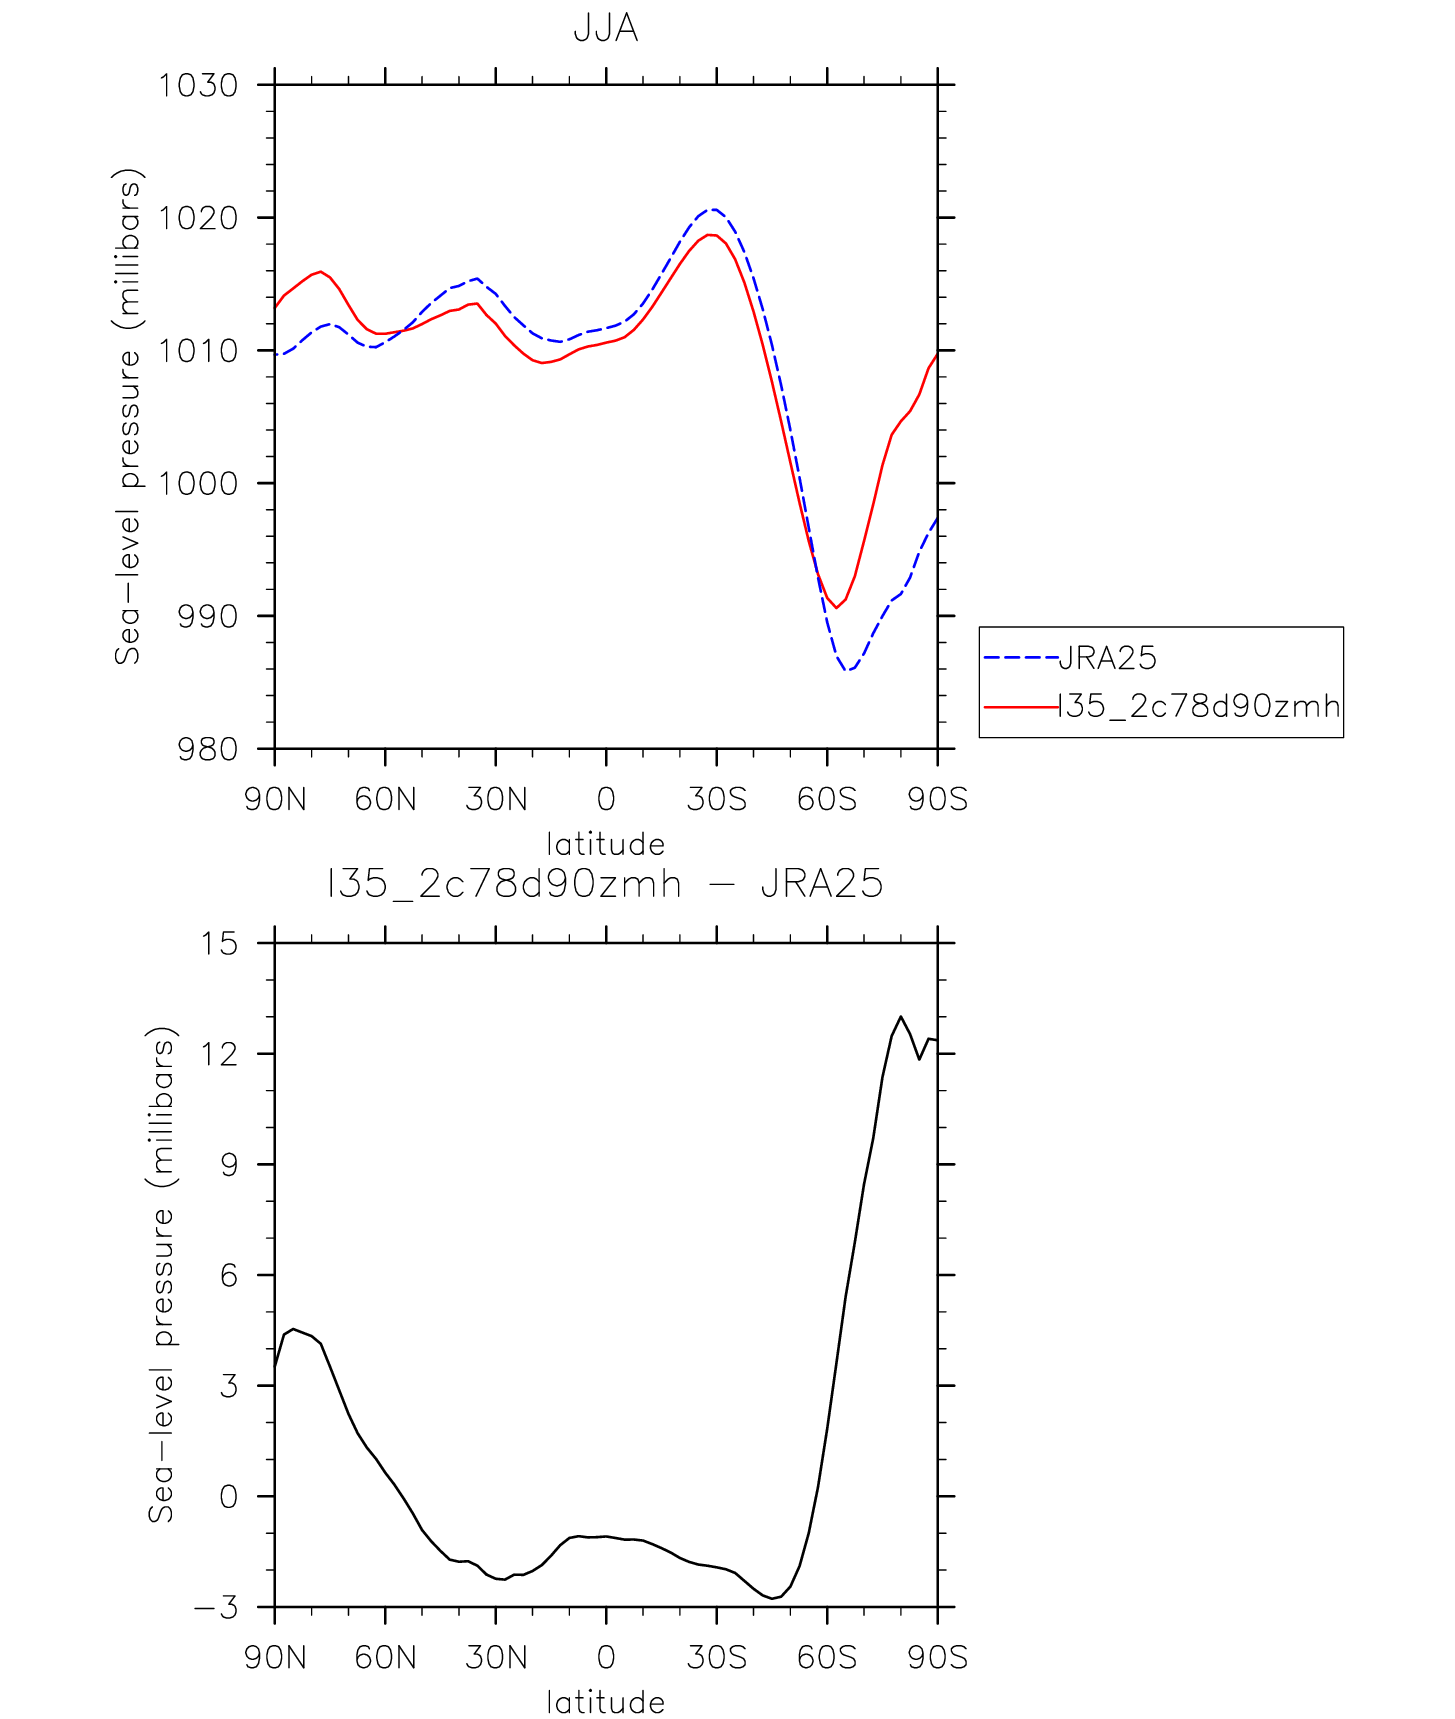 JJA
1030
1020
1010
1000
990
980
Sea-level pressure (millibars)
90N 60N 30N 0 30S 60S 90S
latitude
JRA25
I35_2c78d90zmh
I35_2c78d90zmh - JRA25
15
12
9
6
3
0
-3
Sea-level pressure (millibars)
90N 60N 30N 0 30S 60S 90S
latitude